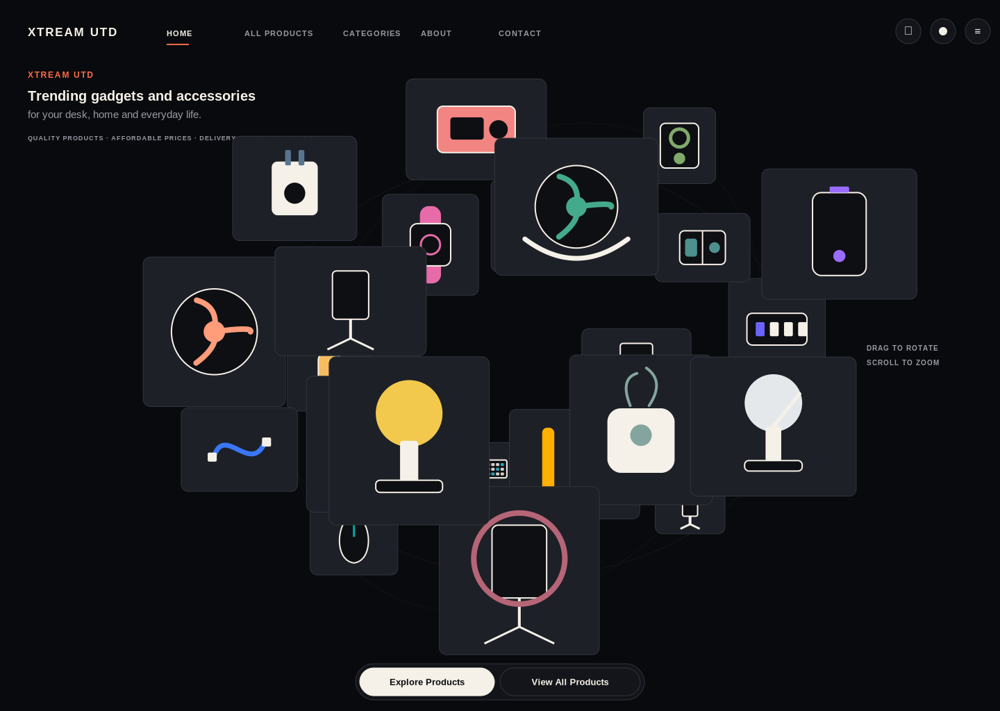 XTREAM UTD
HOME
ALL PRODUCTS
CATEGORIES
ABOUT
CONTACT
XTREAM UTD
Trending gadgets and accessories
for your desk, home and everyday life.
QUALITY PRODUCTS · AFFORDABLE PRICES · DELIVERY
DRAG TO ROTATE
SCROLL TO ZOOM
Explore Products
View All Products